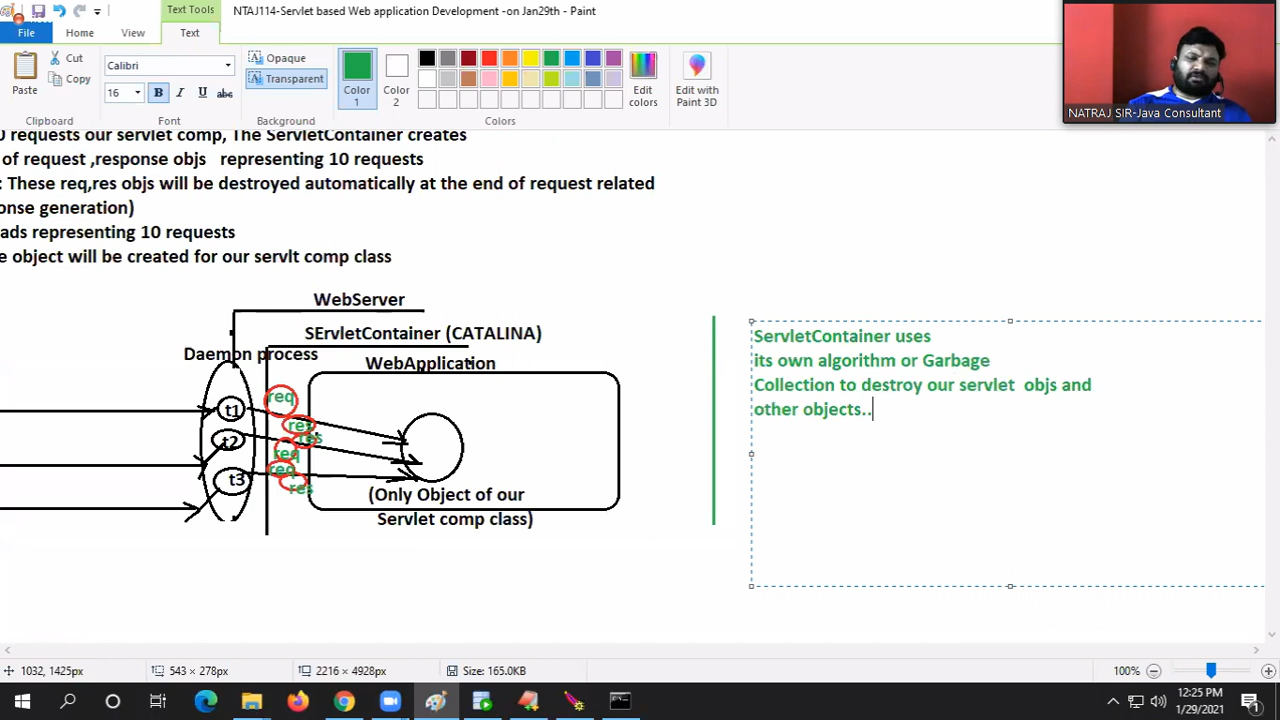 Text Tools
NTAJ114-Servlet based Web application Development -on Jan29th - Paint
File
Home
View
Text
Paste
Cut
Copy
Clipboard
Calibri
16
B
I
U
abc
Font
Opaque
Transparent
Background
Color 1
Color 2
Edit colors
Edit with Paint 3D
Colors
NATRAJ SIR-Java Consultant
0 requests our servlet comp, The ServletContainer creates
of request ,response objs representing 10 requests
: These req,res objs will be destroyed automatically at the end of request related
onse generation)
ads representing 10 requests
e object will be created for our servlt comp class
WebServer
SErvletContainer (CATALINA)
Daemon process
WebApplication
req
t1
res
res
t2
req
req
t3
res
(Only Object of our
Servlet comp class)
ServletContainer uses
its own algorithm or Garbage
Collection to destroy our servlet objs and
other objects..
1032, 1425px
543 × 278px
2216 × 4928px
Size: 165.0KB
100%
12:25 PM
1/29/2021